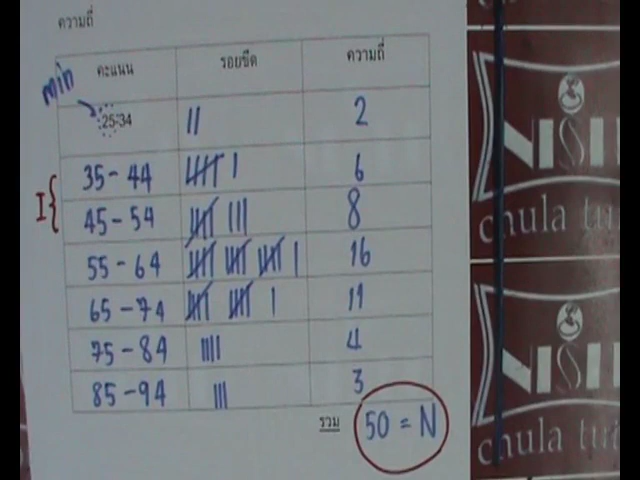 ความถี่
min
คะแนน รอยขีด ความถี่
25-34 || 2
35-44 |||| | 6
I
45-54 |||| ||| 8
55-64 |||| |||| |||| | 16
65-74 |||| |||| | 11
75-84 |||| 4
85-94 ||| 3
รวม 50 = N
NISI
chula tu
NISI
chula tu